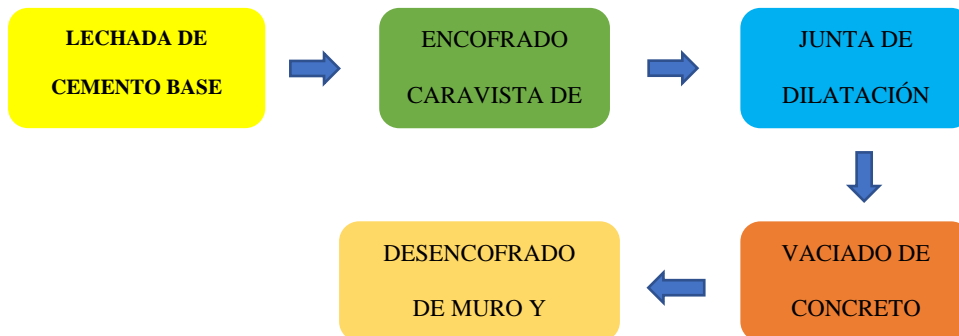 LECHADA DE
CEMENTO BASE
ENCOFRADO
CARAVISTA DE
JUNTA DE
DILATACIÓN
VACIADO DE
CONCRETO
DESENCOFRADO
DE MURO Y